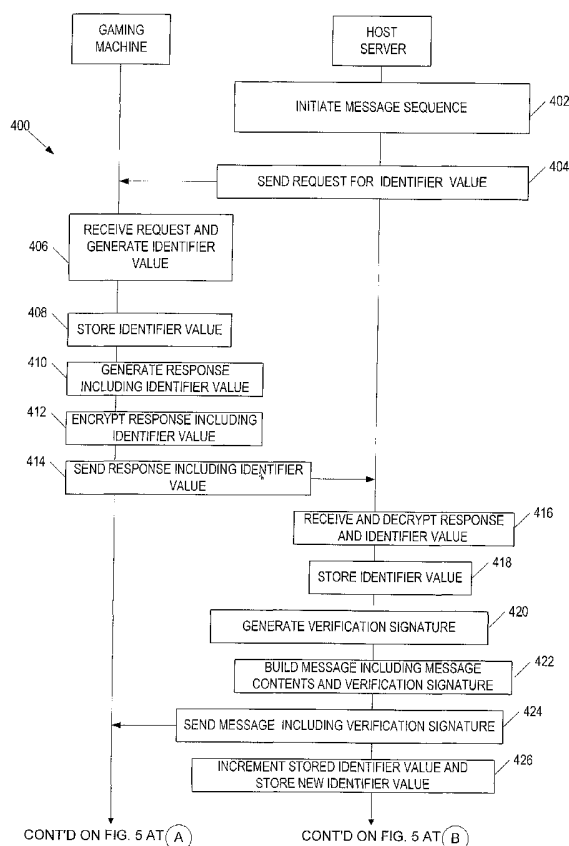 GAMING
MACHINE
HOST
SERVER
INITIATE MESSAGE SEQUENCE
402
400
SEND REQUEST FOR IDENTIFIER VALUE
404
RECEIVE REQUEST AND
GENERATE IDENTIFIER
VALUE
406
408
STORE IDENTIFIER VALUE
410
GENERATE RESPONSE
INCLUDING IDENTIFIER VALUE
412
ENCRYPT RESPONSE INCLUDING
IDENTIFIER VALUE
414
SEND RESPONSE INCLUDING IDENTIFIER
VALUE
RECEIVE AND DECRYPT RESPONSE
AND IDENTIFIER VALUE
416
STORE IDENTIFIER VALUE
418
GENERATE VERIFICATION SIGNATURE
420
BUILD MESSAGE INCLUDING MESSAGE
CONTENTS AND VERIFICATION SIGNATURE
422
SEND MESSAGE INCLUDING VERIFICATION SIGNATURE
424
INCREMENT STORED IDENTIFIER VALUE AND
STORE NEW IDENTIFIER VALUE
426
CONT'D ON FIG. 5 AT A
CONT'D ON FIG. 5 AT B